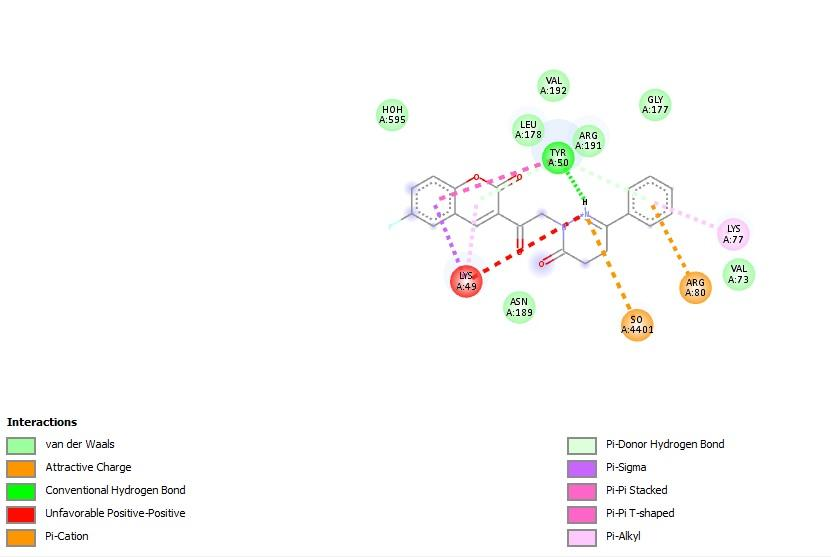 VAL
A:192
GLY
A:177
HOH
A:595
LEU
A:178
ARG
A:191
TYR
A:50
O
O
H
N
N
O
O
LYS
A:77
LYS
A:49
VAL
A:73
ARG
A:80
ASN
A:189
SO
A:4401
Interactions
van der Waals
Attractive Charge
Conventional Hydrogen Bond
Unfavorable Positive-Positive
Pi-Cation
Pi-Donor Hydrogen Bond
Pi-Sigma
Pi-Pi Stacked
Pi-Pi T-shaped
Pi-Alkyl